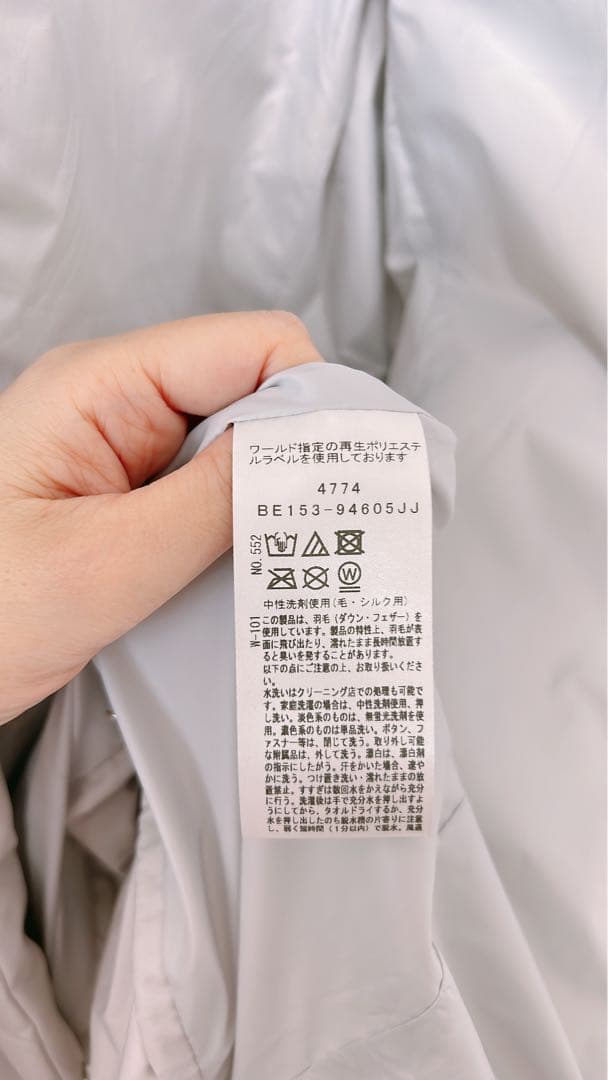 ワールド指定の再生ポリエステ
ルラベルを使用しております
4774
BE153-94605JJ
NO.552
W
中性洗剤使用(毛・シルク用)
W-101
この製品は、羽毛(ダウン・フェザー)を
使用しています。製品の特性上、羽毛が表
面に飛び出たり、濡れたまま長時間放置す
ると臭いを発することがあります。
以下の点にご注意の上、お取り扱いくださ
い。
水洗いはクリーニング店での処理も可能で
す。家庭洗濯の場合は、中性洗剤使用、押
し洗い。淡色系のものは、無蛍光洗剤を使
用。濃色系のものは単品洗い。ボタン、フ
ァスナー等は、閉じて洗う。取り外し可能
な附属品は、外して洗う。漂白は、漂白剤
の指示にしたがう。汗をかいた場合、速や
かに洗う。つけ置き洗い・濡れたままの放
置禁止。すすぎは数回水をかえながら充分
に行う。洗濯後は手で充分水を押し出すよ
うにしてから、タオルドライするか、充分
水を押し出したのち脱水槽の片寄りに注意
し、弱く短時間(1分以内)で脱水。風通